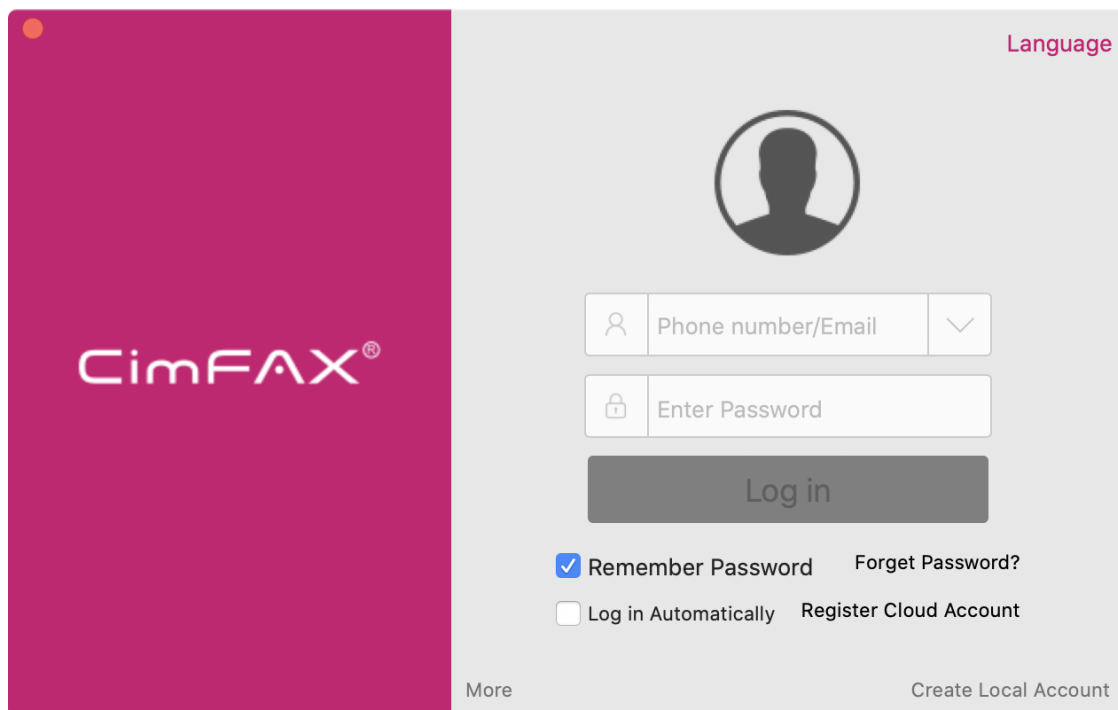 Language
CimFAX®
Phone number/Email
Enter Password
Log in
Remember Password
Forget Password?
Log in Automatically
Register Cloud Account
More
Create Local Account